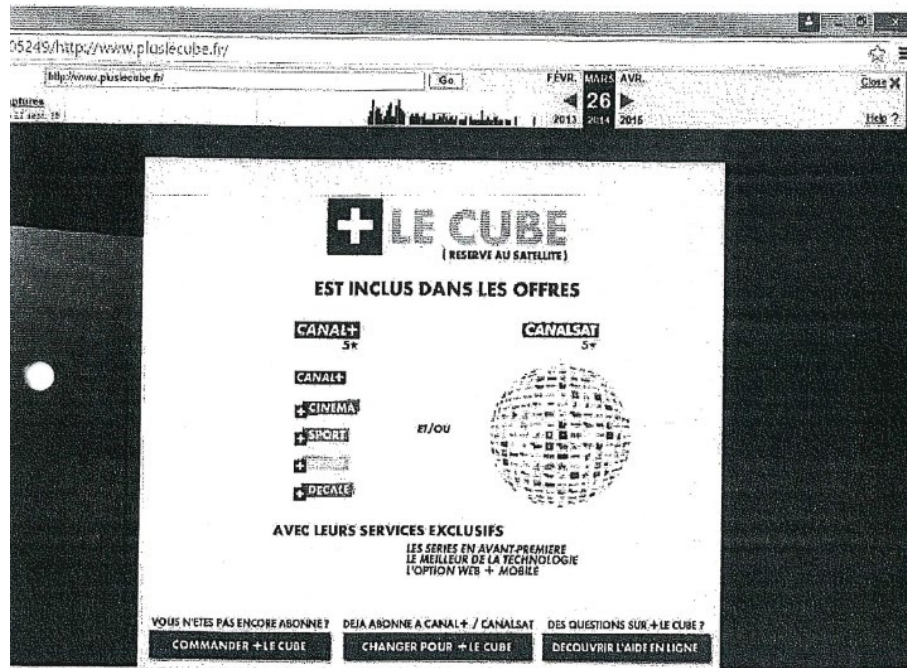 05249/http://www.pluslecube.fr/
http://www.pluslecube.fr/ Go
FÉVR. MARS AVR.
26
2013 2014 2015
Close X
Help ?
+ LE CUBE
( RESERVE AU SATELLITE )
EST INCLUS DANS LES OFFRES
CANAL+
5★
CANALSAT
5★
CANAL+
+ CINEMA
+ SPORT
+
+ DECALE
ET/OU
AVEC LEURS SERVICES EXCLUSIFS
LES SERIES EN AVANT-PREMIERE
LE MEILLEUR DE LA TECHNOLOGIE
L'OPTION WEB + MOBILE
VOUS N'ETES PAS ENCORE ABONNE ?
COMMANDER +LE CUBE
DEJA ABONNE A CANAL+ / CANALSAT
CHANGER POUR +LE CUBE
DES QUESTIONS SUR +LE CUBE ?
DECOUVRIR L'AIDE EN LIGNE